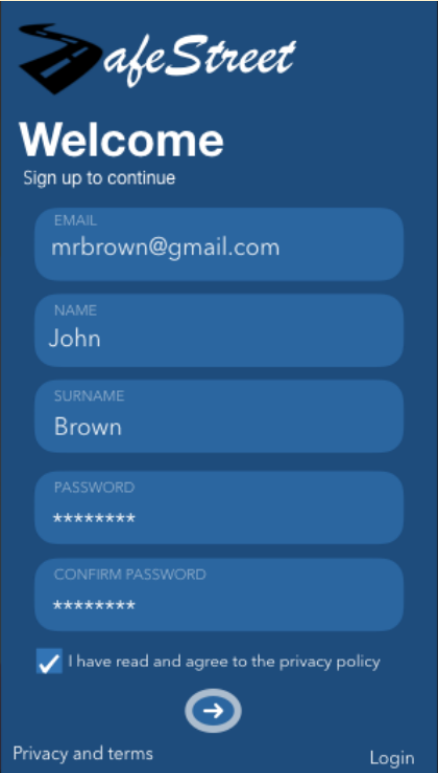 afeStreet
Welcome
Sign up to continue
EMAIL
mrbrown@gmail.com
NAME
John
SURNAME
Brown
PASSWORD
********
CONFIRM PASSWORD
********
I have read and agree to the privacy policy
Privacy and terms
Login